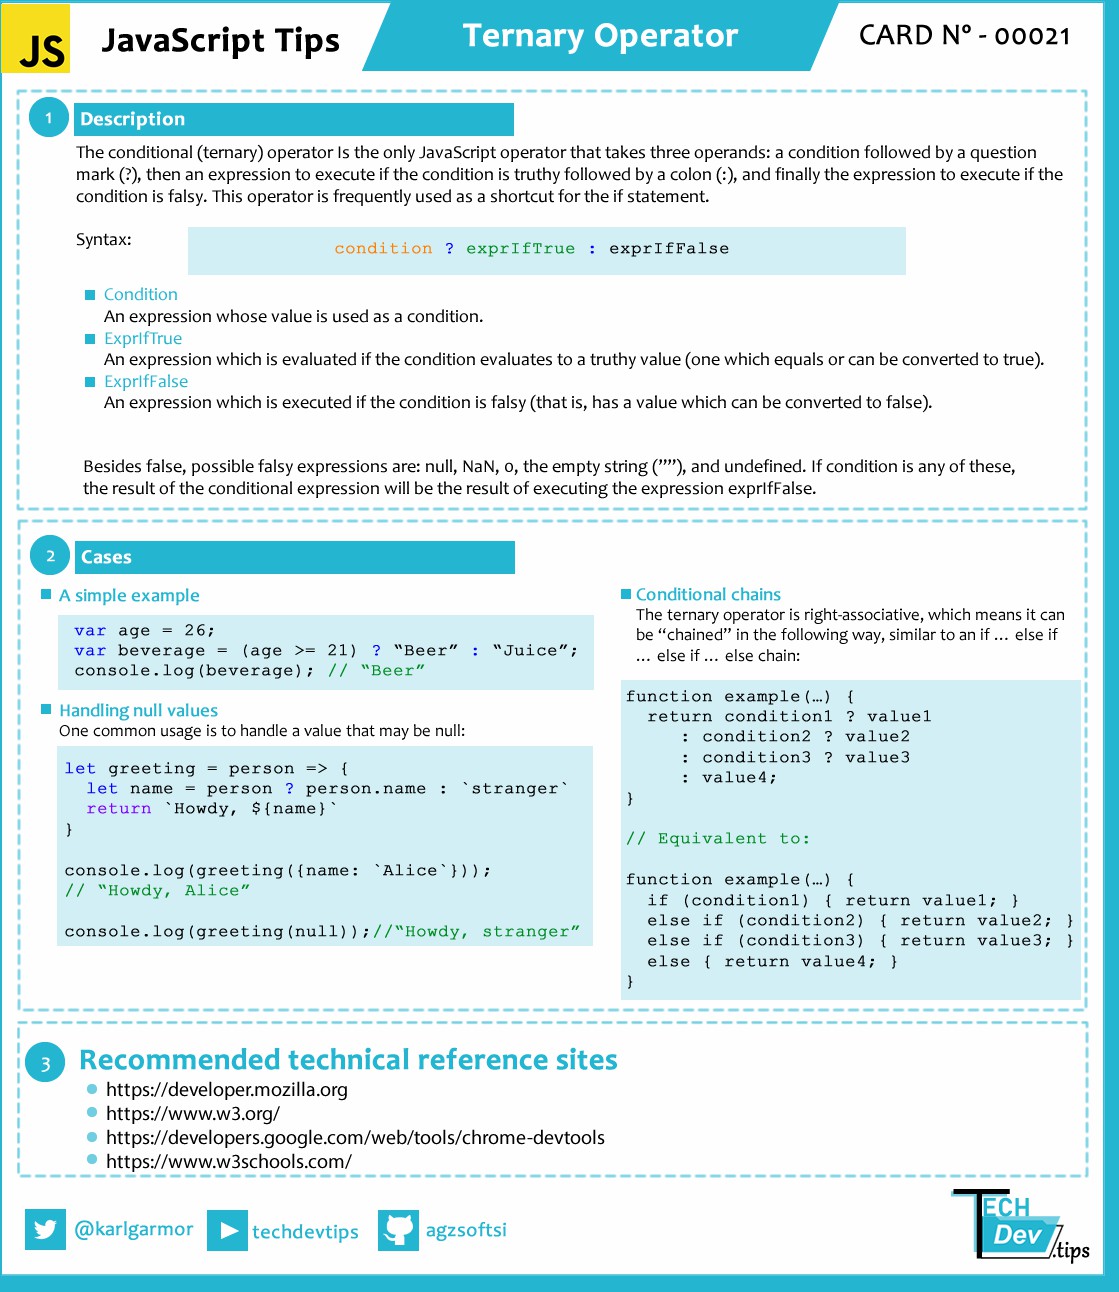 JS
JavaScript Tips
Ternary Operator
CARD Nº - 00021
1
Description
The conditional (ternary) operator Is the only JavaScript operator that takes three operands: a condition followed by a question
mark (?), then an expression to execute if the condition is truthy followed by a colon (:), and finally the expression to execute if the
condition is falsy. This operator is frequently used as a shortcut for the if statement.
Syntax:
condition ? exprIfTrue : exprIfFalse
Condition
An expression whose value is used as a condition.
ExprIfTrue
An expression which is evaluated if the condition evaluates to a truthy value (one which equals or can be converted to true).
ExprIfFalse
An expression which is executed if the condition is falsy (that is, has a value which can be converted to false).
Besides false, possible falsy expressions are: null, NaN, 0, the empty string (””), and undefined. If condition is any of these,
the result of the conditional expression will be the result of executing the expression exprIfFalse.
2
Cases
A simple example
var age = 26;
var beverage = (age >= 21) ? “Beer” : “Juice”;
console.log(beverage); // “Beer”
Handling null values
One common usage is to handle a value that may be null:
let greeting = person => {
let name = person ? person.name : `stranger`
return `Howdy, ${name}`
}
console.log(greeting({name: `Alice`}));
// “Howdy, Alice”
console.log(greeting(null));//“Howdy, stranger”
Conditional chains
The ternary operator is right-associative, which means it can
be “chained” in the following way, similar to an if … else if
… else if … else chain:
function example(…) {
return condition1 ? value1
: condition2 ? value2
: condition3 ? value3
: value4;
}
// Equivalent to:
function example(…) {
if (condition1) { return value1; }
else if (condition2) { return value2; }
else if (condition3) { return value3; }
else { return value4; }
}
3
Recommended technical reference sites
https://developer.mozilla.org
https://www.w3.org/
https://developers.google.com/web/tools/chrome-devtools
https://www.w3schools.com/
@karlgarmor
techdevtips
agzsoftsi
TECH
Dev
.tips